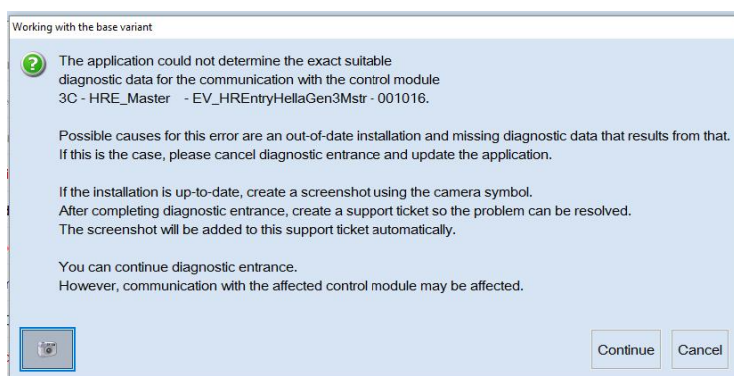 Working with the base variant
The application could not determine the exact suitable
diagnostic data for the communication with the control module
3C - HRE_Master - EV_HREntryHellaGen3Mstr - 001016.
Possible causes for this error are an out-of-date installation and missing diagnostic data that results from that.
If this is the case, please cancel diagnostic entrance and update the application.
If the installation is up-to-date, create a screenshot using the camera symbol.
After completing diagnostic entrance, create a support ticket so the problem can be resolved.
The screenshot will be added to this support ticket automatically.
You can continue diagnostic entrance.
However, communication with the affected control module may be affected.
Continue Cancel